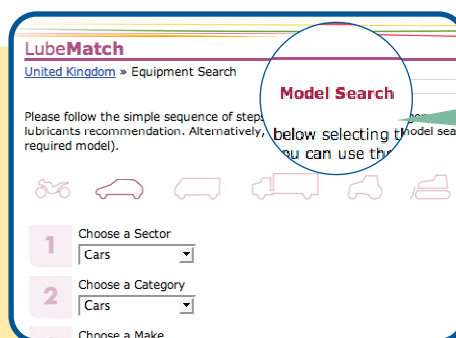 LubeMatch
United Kingdom » Equipment Search
Model Search
Please follow the simple sequence of steps
lubricants recommendation. Alternatively,
below selecting th
model sea
ou can use the
required model).
1 Choose a Sector
Cars
2 Choose a Category
Cars
Choose a Make